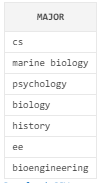 MAJOR
cs
marine biology
psychology
biology
history
ee
bioengineering